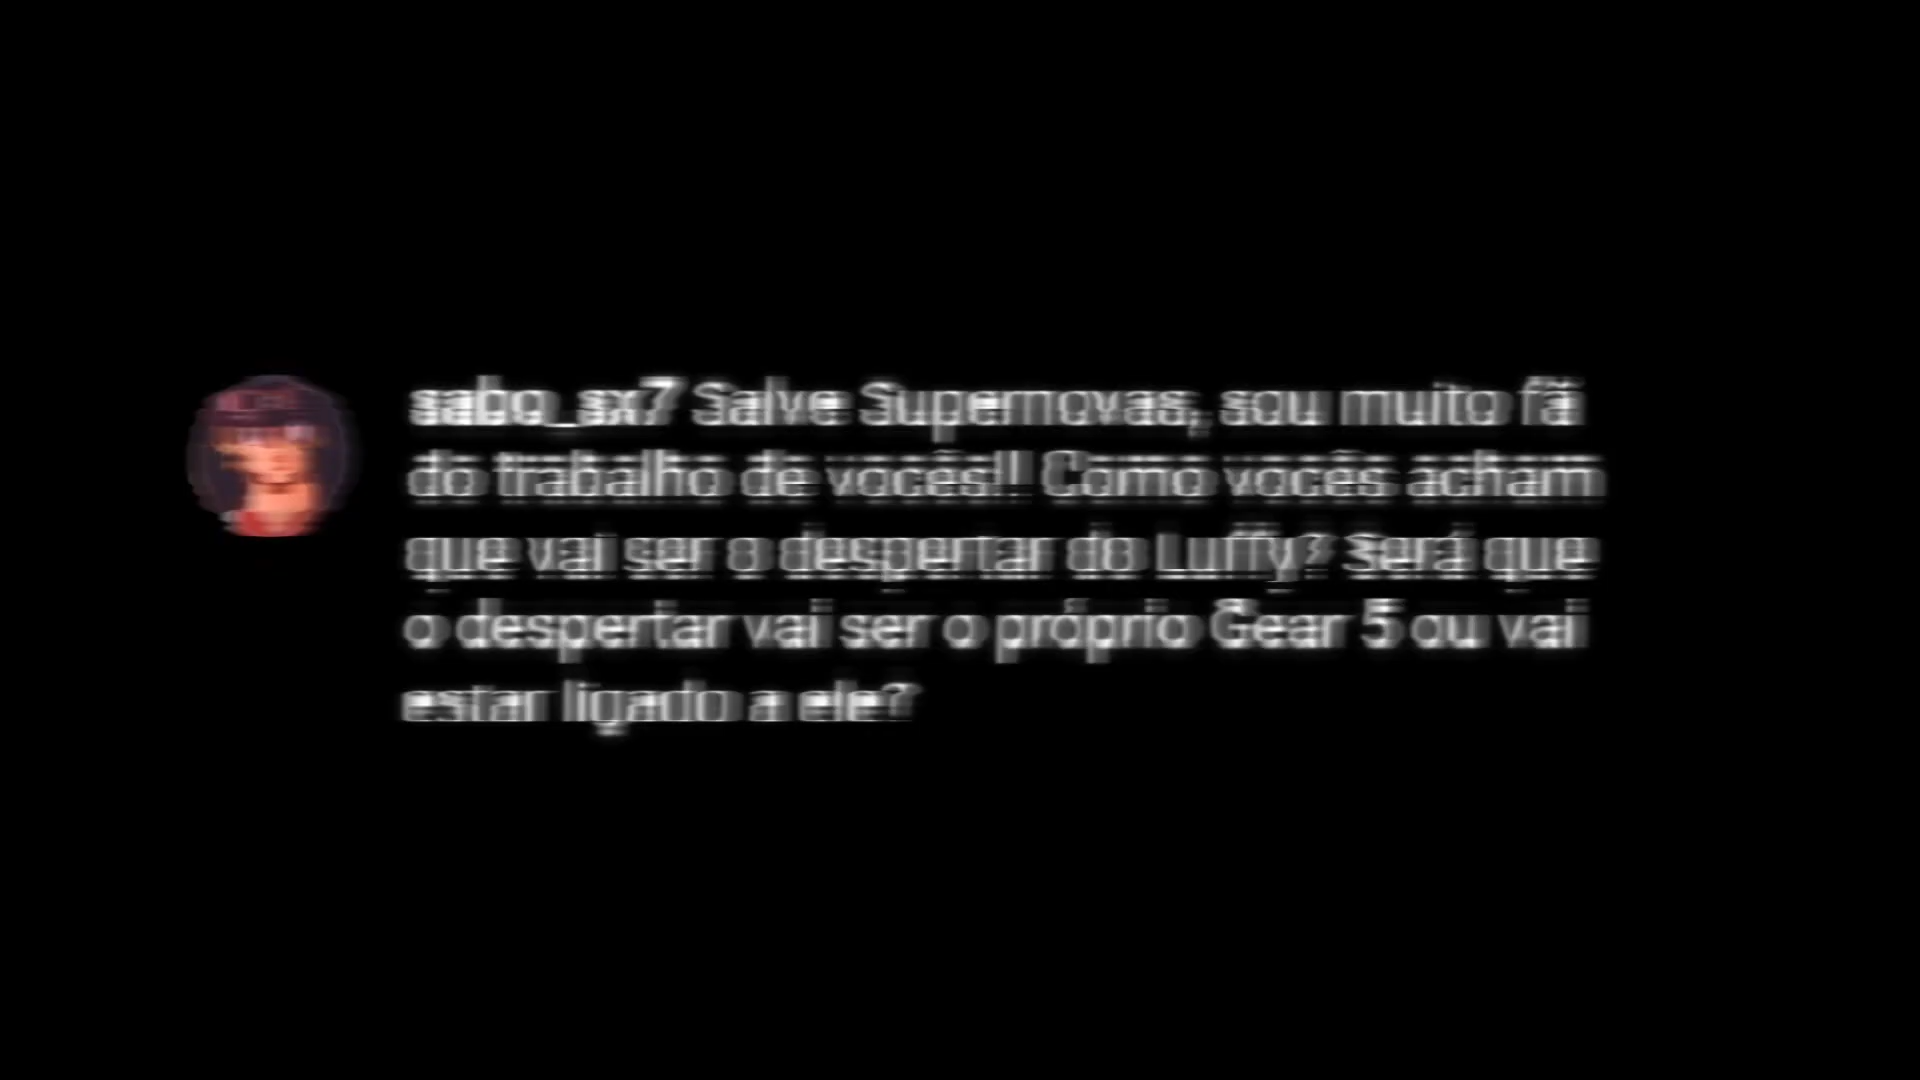 sabo_sx7 Salve Supernovas, sou muito fã
do trabalho de vocês!! Como vocês acham
que vai ser o despertar do Luffy? Será que
o despertar vai ser o próprio Gear 5 ou vai
estar ligado a ele?